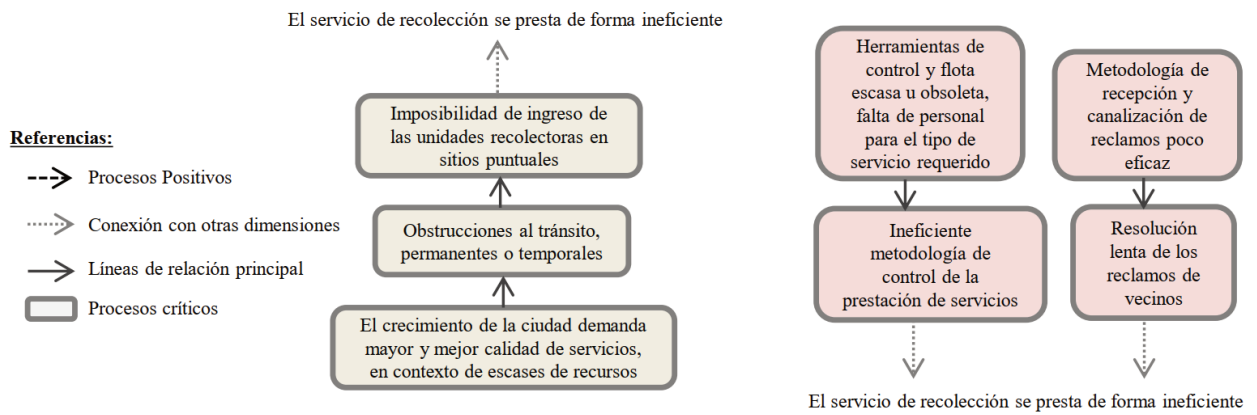 El servicio de recolección se presta de forma ineficiente
Referencias:
Procesos Positivos
Conexión con otras dimensiones
Líneas de relación principal
Procesos críticos
Imposibilidad de ingreso de
las unidades recolectoras en
sitios puntuales
Obstrucciones al tránsito,
permanentes o temporales
El crecimiento de la ciudad demanda
mayor y mejor calidad de servicios,
en contexto de escases de recursos
Herramientas de
control y flota
escasa u obsoleta,
falta de personal
para el tipo de
servicio requerido
Ineficiente
metodología de
control de la
prestación de servicios
Metodología de
recepción y
canalización de
reclamos poco
eficaz
Resolución
lenta de los
reclamos de
vecinos
El servicio de recolección se presta de forma ineficiente